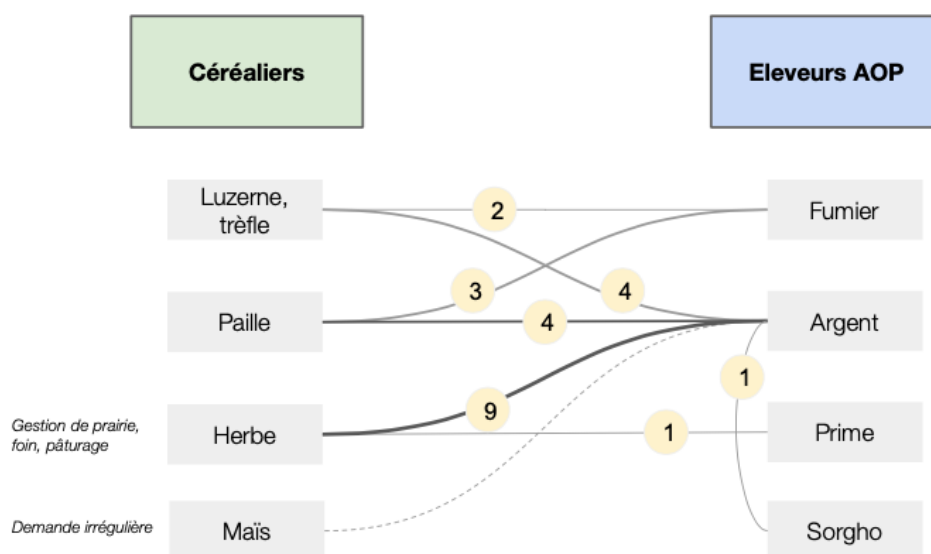 Céréaliers
Eleveurs AOP
Luzerne,
trèfle
2
Fumier
3
4
Paille
4
Argent
1
Gestion de prairie,
foin, pâturage
Herbe
9
1
Prime
Demande irrégulière
Maïs
Sorgho